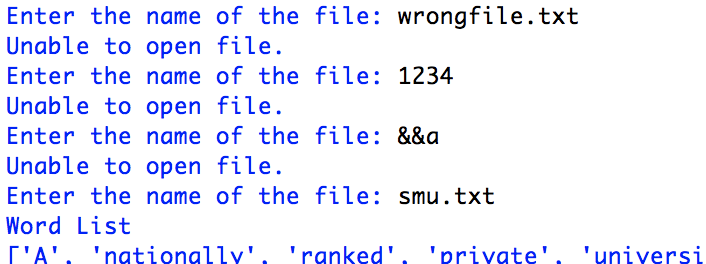 Enter the name of the file: wrongfile.txt
Unable to open file.
Enter the name of the file: 1234
Unable to open file.
Enter the name of the file: &&a
Unable to open file.
Enter the name of the file: smu.txt
Word List
['A', 'nationally', 'ranked', 'private', 'universi